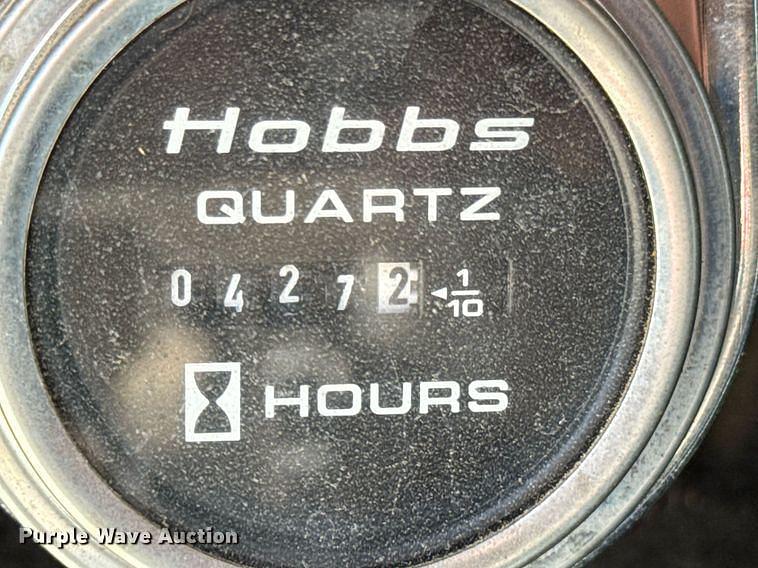 Hobbs
QUARTZ
0 4 2 7 2 ◄ 1/10
HOURS
Purple Wave Auction